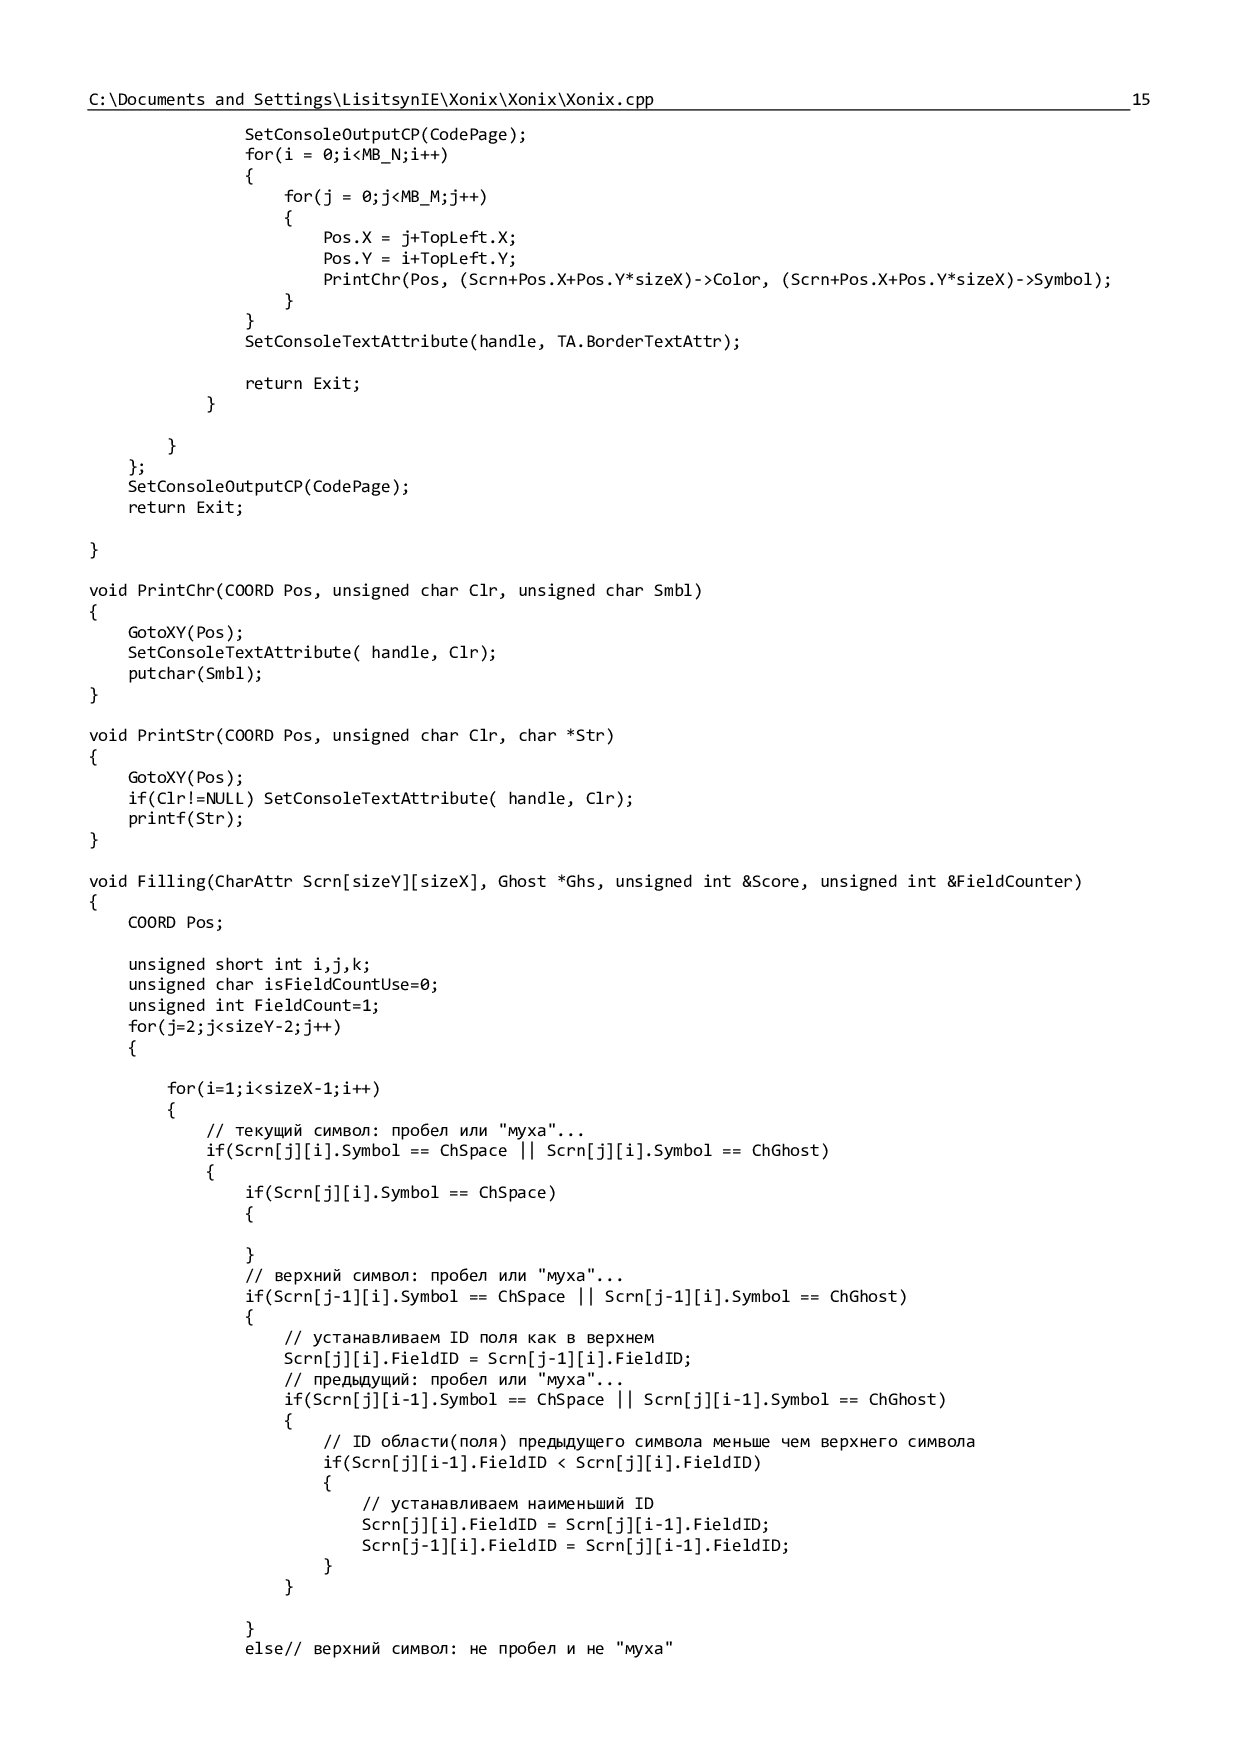 C:\Documents and Settings\LisitsynIE\Xonix\Xonix\Xonix.cpp 15
                SetConsoleOutputCP(CodePage);
                for(i = 0;i<MB_N;i++)
                {
                    for(j = 0;j<MB_M;j++)
                    {
                        Pos.X = j+TopLeft.X;
                        Pos.Y = i+TopLeft.Y;
                        PrintChr(Pos, (Scrn+Pos.X+Pos.Y*sizeX)->Color, (Scrn+Pos.X+Pos.Y*sizeX)->Symbol);
                    }
                }
                SetConsoleTextAttribute(handle, TA.BorderTextAttr);

                return Exit;
            }

        }
    };
    SetConsoleOutputCP(CodePage);
    return Exit;

}

void PrintChr(COORD Pos, unsigned char Clr, unsigned char Smbl)
{
    GotoXY(Pos);
    SetConsoleTextAttribute( handle, Clr);
    putchar(Smbl);
}

void PrintStr(COORD Pos, unsigned char Clr, char *Str)
{
    GotoXY(Pos);
    if(Clr!=NULL) SetConsoleTextAttribute( handle, Clr);
    printf(Str);
}

void Filling(CharAttr Scrn[sizeY][sizeX], Ghost *Ghs, unsigned int &Score, unsigned int &FieldCounter)
{
    COORD Pos;

    unsigned short int i,j,k;
    unsigned char isFieldCountUse=0;
    unsigned int FieldCount=1;
    for(j=2;j<sizeY-2;j++)
    {

        for(i=1;i<sizeX-1;i++)
        {
            // текущий символ: пробел или "муха"...
            if(Scrn[j][i].Symbol == ChSpace || Scrn[j][i].Symbol == ChGhost)
            {
                if(Scrn[j][i].Symbol == ChSpace)
                {

                }
                // верхний символ: пробел или "муха"...
                if(Scrn[j-1][i].Symbol == ChSpace || Scrn[j-1][i].Symbol == ChGhost)
                {
                    // устанавливаем ID поля как в верхнем
                    Scrn[j][i].FieldID = Scrn[j-1][i].FieldID;
                    // предыдущий: пробел или "муха"...
                    if(Scrn[j][i-1].Symbol == ChSpace || Scrn[j][i-1].Symbol == ChGhost)
                    {
                        // ID области(поля) предыдущего символа меньше чем верхнего символа
                        if(Scrn[j][i-1].FieldID < Scrn[j][i].FieldID)
                        {
                            // устанавливаем наименьший ID
                            Scrn[j][i].FieldID = Scrn[j][i-1].FieldID;
                            Scrn[j-1][i].FieldID = Scrn[j][i-1].FieldID;
                        }
                    }

                }
                else// верхний символ: не пробел и не "муха"